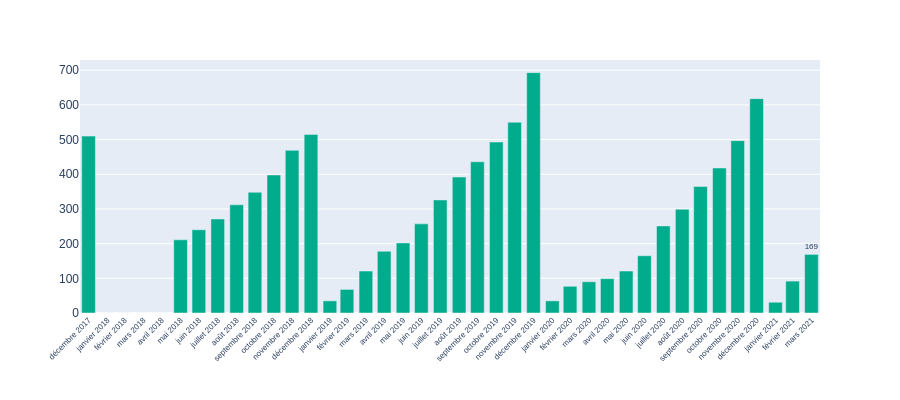 700
600
500
400
300
200
100
0
169
décembre 2017
janvier 2018
février 2018
mars 2018
avril 2018
mai 2018
juin 2018
juillet 2018
août 2018
septembre 2018
octobre 2018
novembre 2018
décembre 2018
janvier 2019
février 2019
mars 2019
avril 2019
mai 2019
juin 2019
juillet 2019
août 2019
septembre 2019
octobre 2019
novembre 2019
décembre 2019
janvier 2020
février 2020
mars 2020
avril 2020
mai 2020
juin 2020
juillet 2020
août 2020
septembre 2020
octobre 2020
novembre 2020
décembre 2020
janvier 2021
février 2021
mars 2021